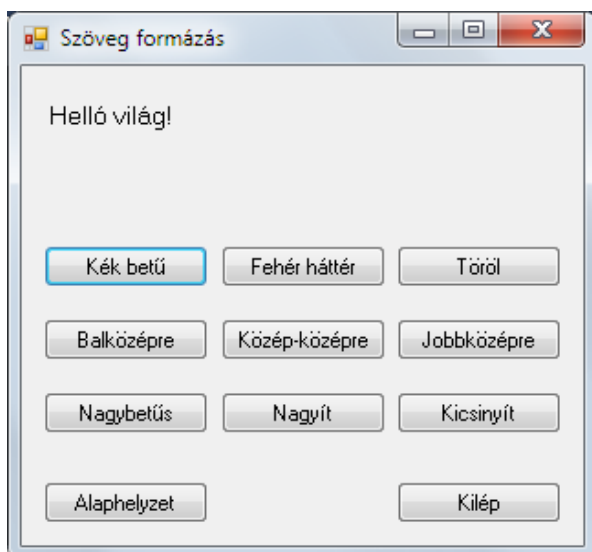 Szöveg formázás
Helló világ!
Kék betű Fehér háttér Töröl
Balközépre Közép-középre Jobbközépre
Nagybetűs Nagyít Kicsinyít
Alaphelyzet Kilép